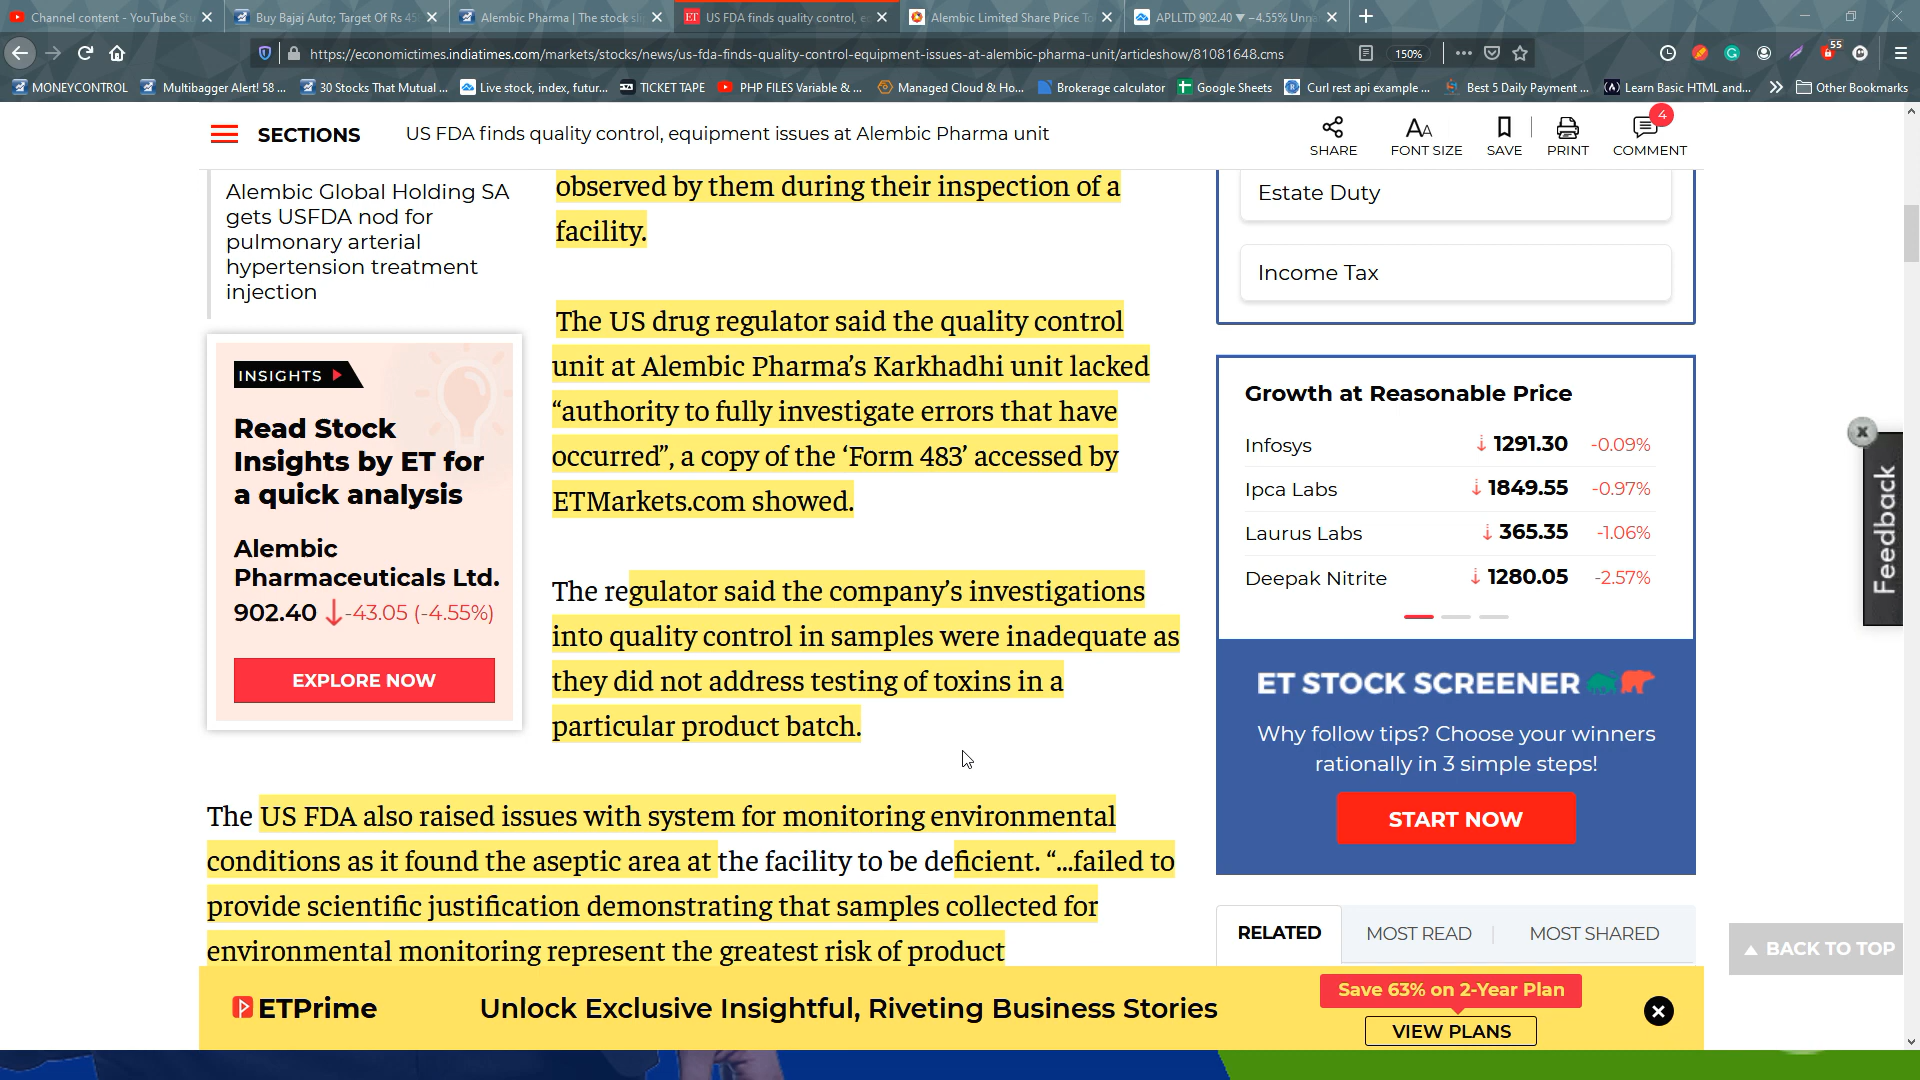 Channel content - YouTube St
Buy Bajaj Auto; Target Of Rs 45
Alembic Pharma | The stock sli
ET US FDA finds quality control, e
Alembic Limited Share Price To
APLLTD 902.40 ▼ −4.55% Unna
https://economictimes.indiatimes.com/markets/stocks/news/us-fda-finds-quality-control-equipment-issues-at-alembic-pharma-unit/articleshow/81081648.cms
150%
55
MONEYCONTROL
Multibagger Alert! 58 ...
30 Stocks That Mutual ...
Live stock, index, futur...
TICKET TAPE
PHP FILES Variable & ...
Managed Cloud & Ho...
Brokerage calculator
Google Sheets
Curl rest api example ...
Best 5 Daily Payment ...
Learn Basic HTML and...
Other Bookmarks
SECTIONS
US FDA finds quality control, equipment issues at Alembic Pharma unit
SHARE
FONT SIZE
SAVE
PRINT
4
COMMENT
Alembic Global Holding SA
gets USFDA nod for
pulmonary arterial
hypertension treatment
injection
INSIGHTS
Read Stock
Insights by ET for
a quick analysis
Alembic
Pharmaceuticals Ltd.
902.40 ↓-43.05 (-4.55%)
EXPLORE NOW
observed by them during their inspection of a
facility.
The US drug regulator said the quality control
unit at Alembic Pharma’s Karkhadhi unit lacked
“authority to fully investigate errors that have
occurred”, a copy of the ‘Form 483’ accessed by
ETMarkets.com showed.
The regulator said the company’s investigations
into quality control in samples were inadequate as
they did not address testing of toxins in a
particular product batch.
The US FDA also raised issues with system for monitoring environmental
conditions as it found the aseptic area at the facility to be deficient. “...failed to
provide scientific justification demonstrating that samples collected for
environmental monitoring represent the greatest risk of product
Estate Duty
Income Tax
Growth at Reasonable Price
Infosys ↓ 1291.30 -0.09%
Ipca Labs ↓ 1849.55 -0.97%
Laurus Labs ↓ 365.35 -1.06%
Deepak Nitrite ↓ 1280.05 -2.57%
ET STOCK SCREENER
Why follow tips? Choose your winners
rationally in 3 simple steps!
START NOW
RELATED
MOST READ
MOST SHARED
Feedback
BACK TO TOP
ETPrime
Unlock Exclusive Insightful, Riveting Business Stories
Save 63% on 2-Year Plan
VIEW PLANS